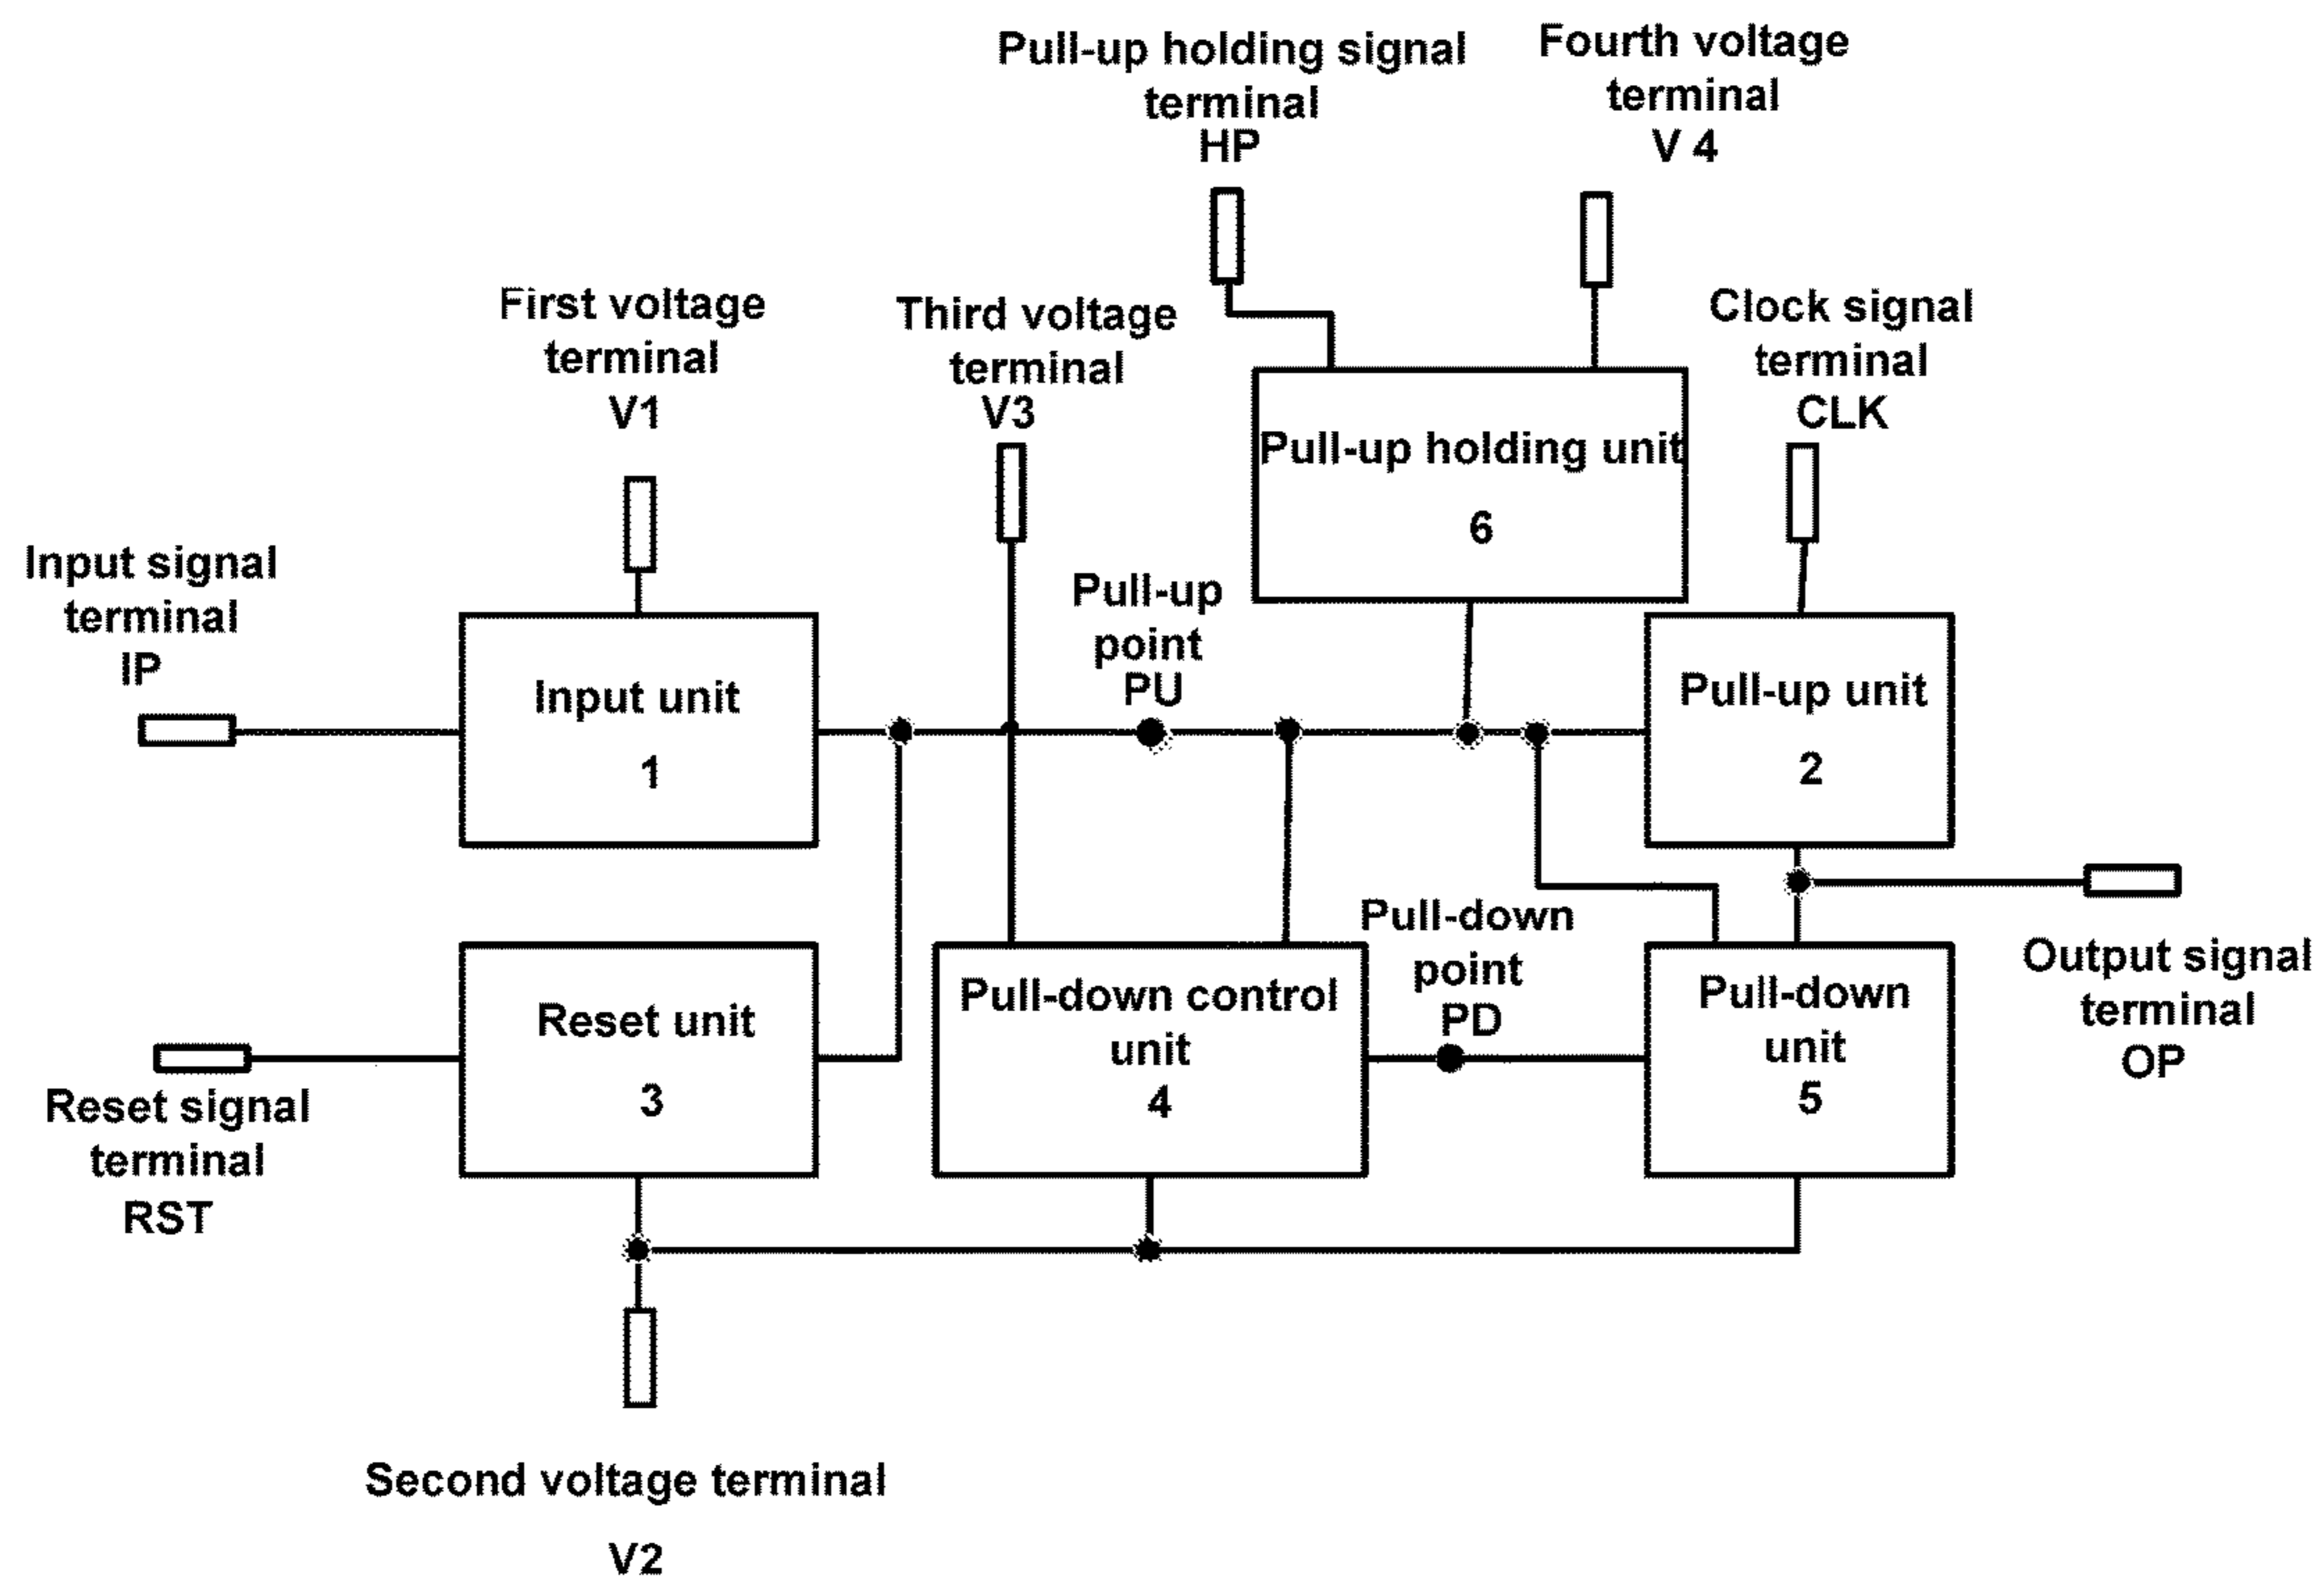 Pull-up holding signal
terminal
HP
Fourth voltage
terminal
V 4
First voltage
terminal
V1
Third voltage
terminal
V3
Clock signal
terminal
CLK
Pull-up holding unit
6
Input signal
terminal
IP
Input unit
1
Pull-up
point
PU
Pull-up unit
2
Reset unit
3
Pull-down control
unit
4
Pull-down
point
PD
Pull-down
unit
5
Output signal
terminal
OP
Reset signal
terminal
RST
Second voltage terminal
V2